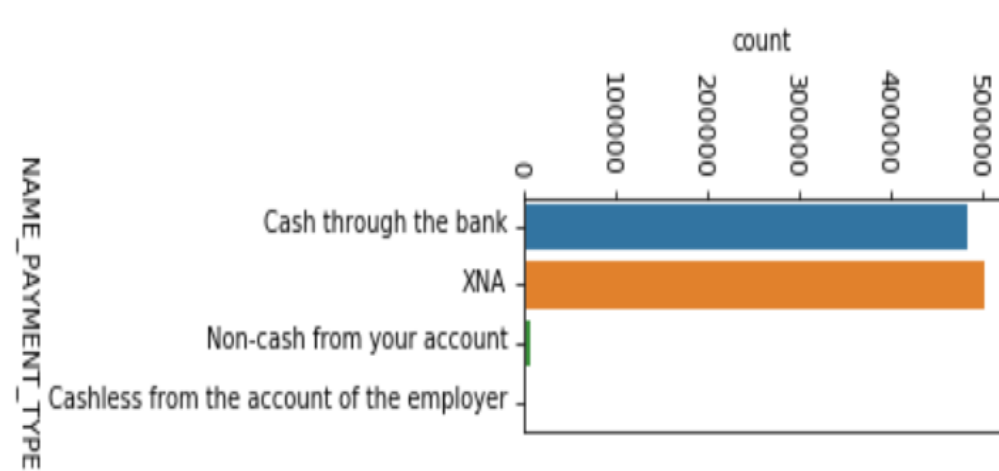 count
0
100000
200000
300000
400000
500000
NAME_PAYMENT_TYPE
Cash through the bank
XNA
Non-cash from your account
Cashless from the account of the employer